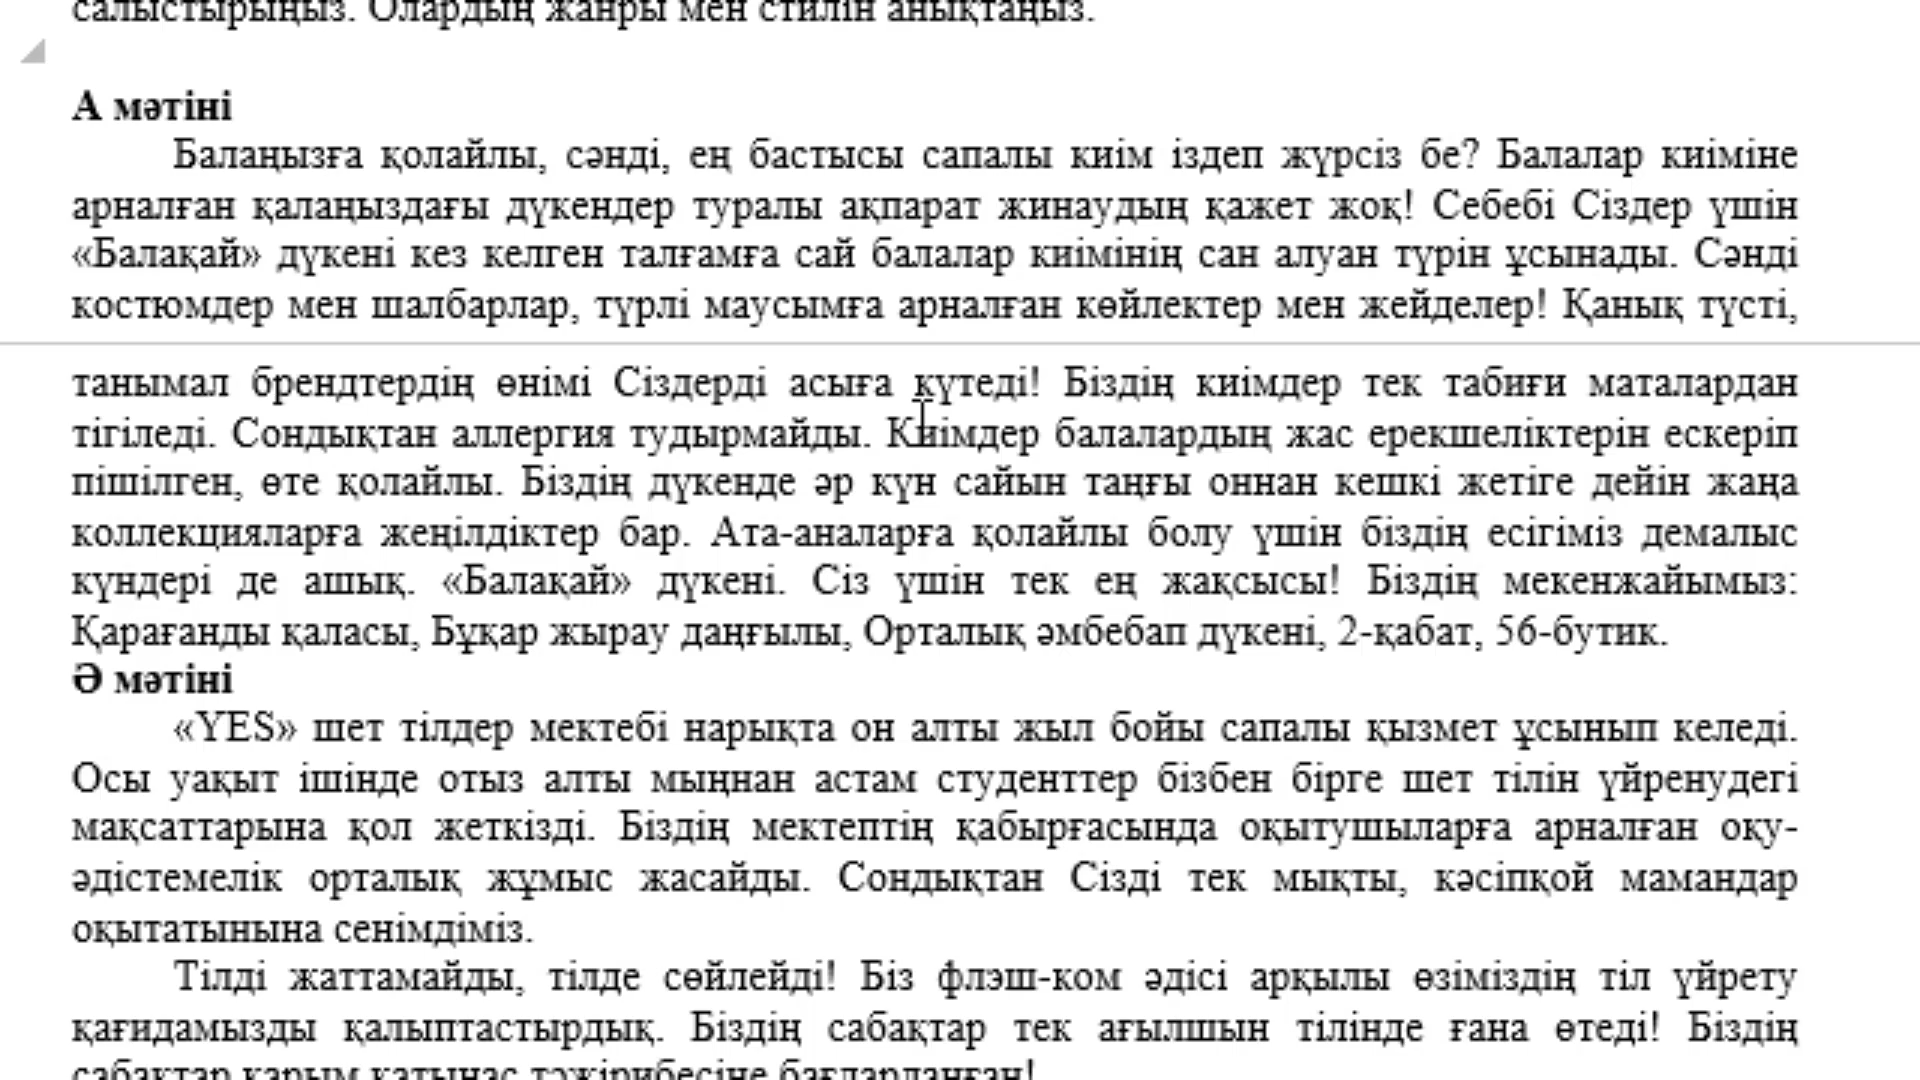 салыстырыңыз. Олардың жанры мен стилін анықтаңыз.
А мәтіні
Балаңызға қолайлы, сәнді, ең бастысы сапалы киім іздеп жүрсіз бе? Балалар киіміне
арналған қалаңыздағы дүкендер туралы ақпарат жинаудың қажет жоқ! Себебі Сіздер үшін
«Балақай» дүкені кез келген талғамға сай балалар киімінің сан алуан түрін ұсынады. Сәнді
костюмдер мен шалбарлар, түрлі маусымға арналған көйлектер мен жейделер! Қанық түсті,
танымал брендтердің өнімі Сіздерді асыға күтеді! Біздің киімдер тек табиғи маталардан
тігіледі. Сондықтан аллергия тудырмайды. Киімдер балалардың жас ерекшеліктерін ескеріп
пішілген, өте қолайлы. Біздің дүкенде әр күн сайын таңғы оннан кешкі жетіге дейін жаңа
коллекцияларға жеңілдіктер бар. Ата-аналарға қолайлы болу үшін біздің есігіміз демалыс
күндері де ашық. «Балақай» дүкені. Сіз үшін тек ең жақсысы! Біздің мекенжайымыз:
Қарағанды қаласы, Бұқар жырау даңғылы, Орталық әмбебап дүкені, 2-қабат, 56-бутик.
Ә мәтіні
«YES» шет тілдер мектебі нарықта он алты жыл бойы сапалы қызмет ұсынып келеді.
Осы уақыт ішінде отыз алты мыңнан астам студенттер бізбен бірге шет тілін үйренудегі
мақсаттарына қол жеткізді. Біздің мектептің қабырғасында оқытушыларға арналған оқу-
әдістемелік орталық жұмыс жасайды. Сондықтан Сізді тек мықты, кәсіпқой мамандар
оқытатынына сенімдіміз.
Тілді жаттамайды, тілде сөйлейді! Біз флэш-ком әдісі арқылы өзіміздің тіл үйрету
қағидамызды қалыптастырдық. Біздің сабақтар тек ағылшын тілінде ғана өтеді! Біздің
сабақтар қарым қатынас тәжірибесіне бағдарланған!